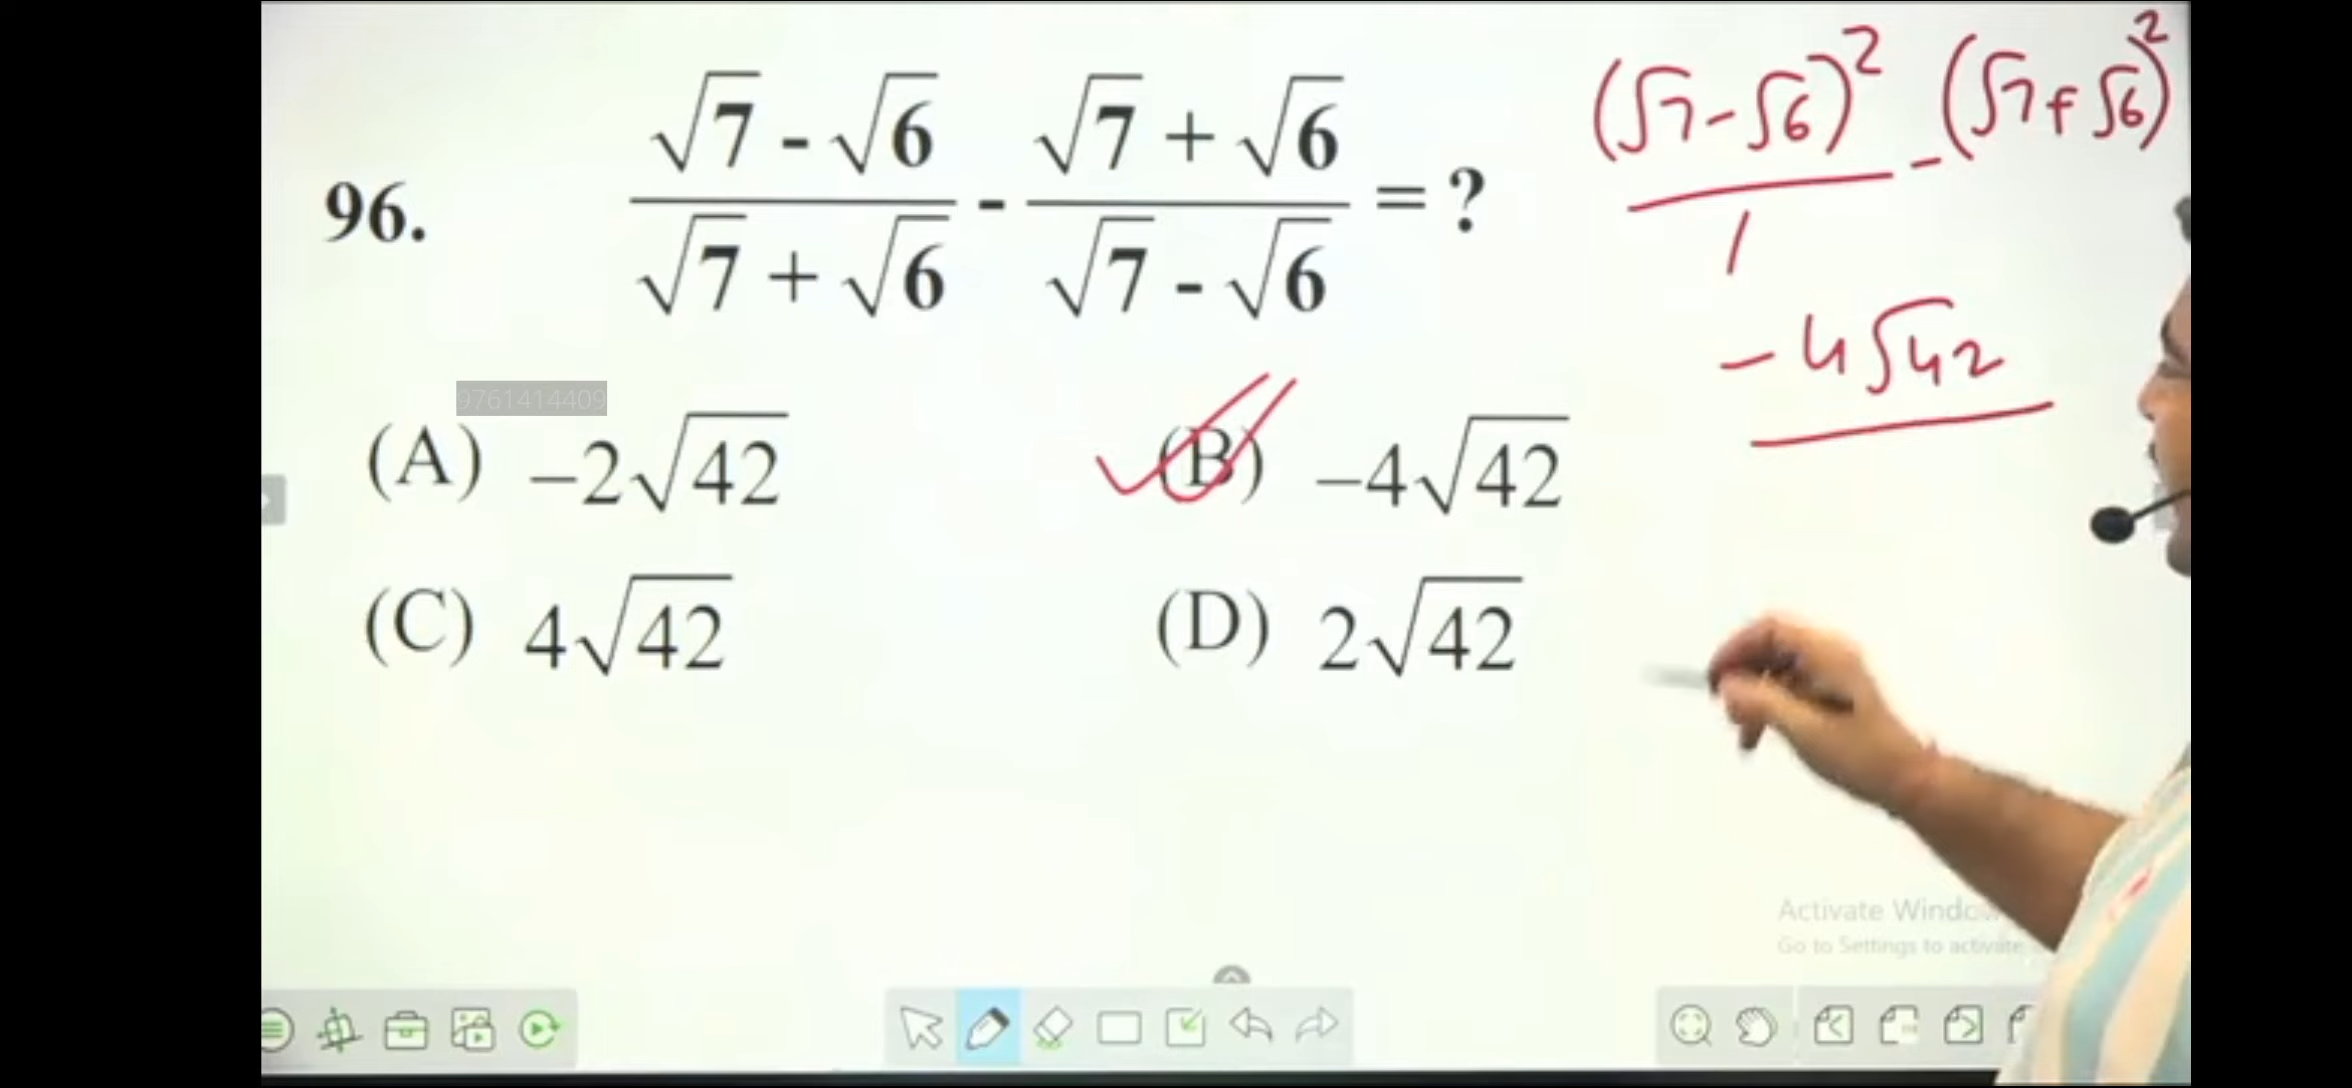 96. (√7 - √6)/(√7 + √6) - (√7 + √6)/(√7 - √6) = ?
(√7-√6)² - (√7+√6)²
1
-4√42
9761414409
(A) –2√42
(B) –4√42
(C) 4√42
(D) 2√42
Activate Windo
Go to Settings to activate